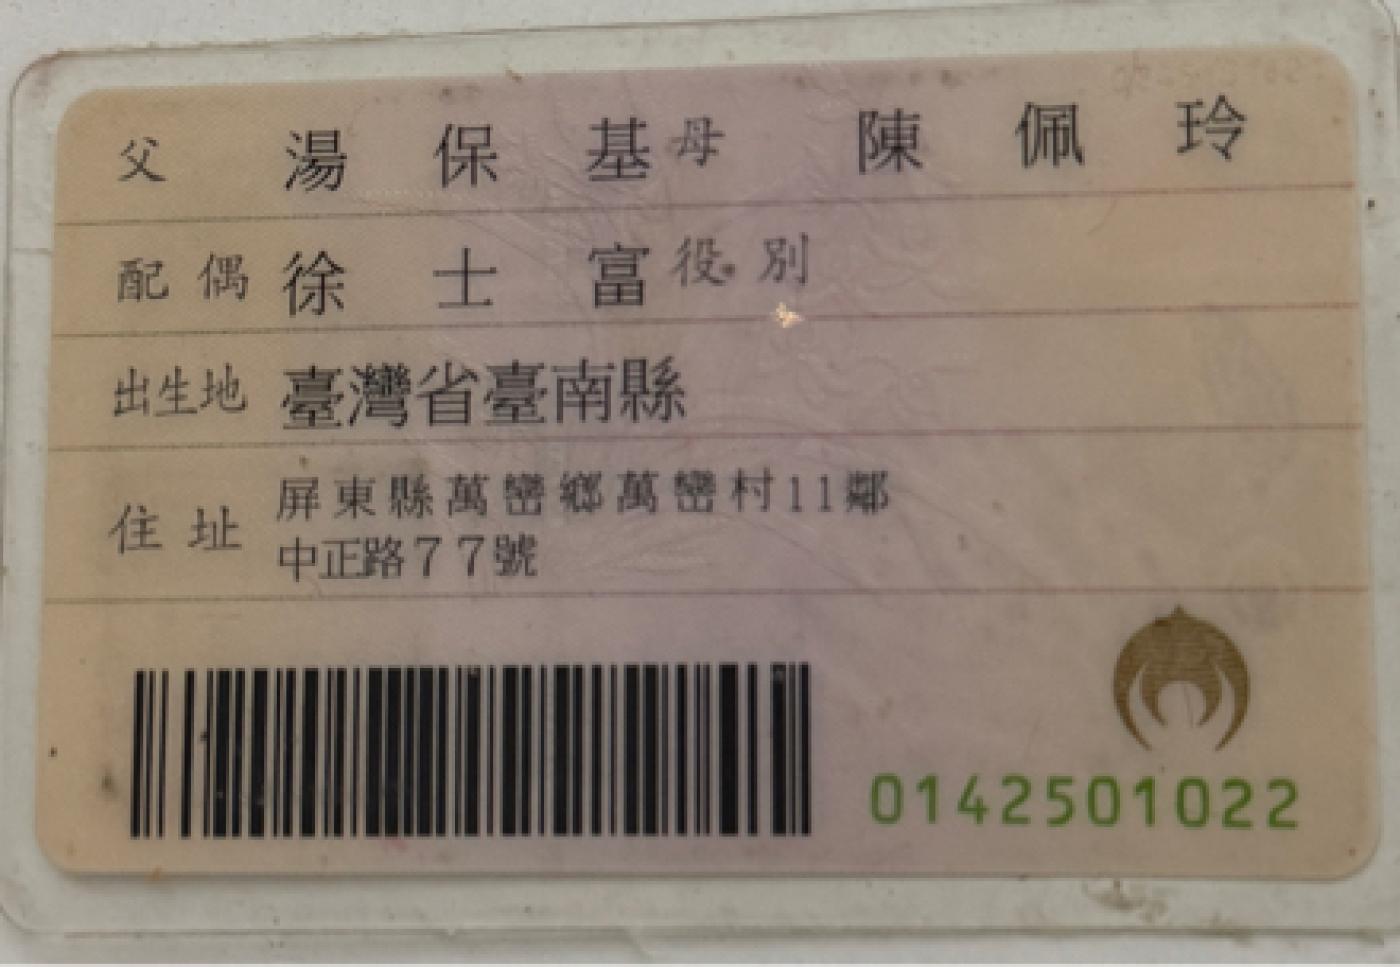 父 湯保基 母 陳佩玲
配偶 徐士富 役別
出生地 臺灣省臺南縣
住址 屏東縣萬巒鄉萬巒村11鄰
中正路77號
0142501022